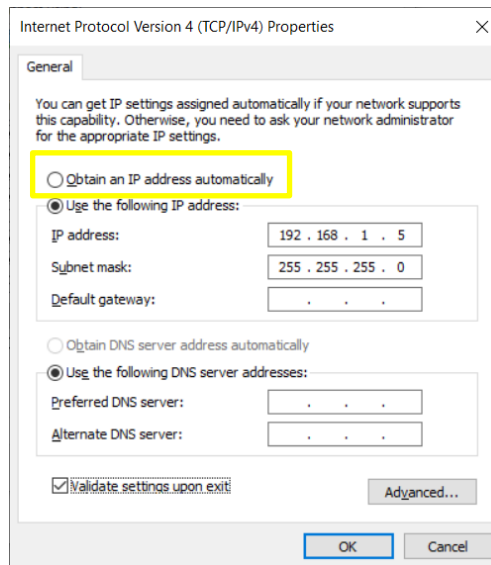 Internet Protocol Version 4 (TCP/IPv4) Properties
General
You can get IP settings assigned automatically if your network supports
this capability. Otherwise, you need to ask your network administrator
for the appropriate IP settings.
Obtain an IP address automatically
Use the following IP address:
IP address: 192 . 168 . 1 . 5
Subnet mask: 255 . 255 . 255 . 0
Default gateway: . . .
Obtain DNS server address automatically
Use the following DNS server addresses:
Preferred DNS server: . . .
Alternate DNS server: . . .
Validate settings upon exit
Advanced...
OK Cancel